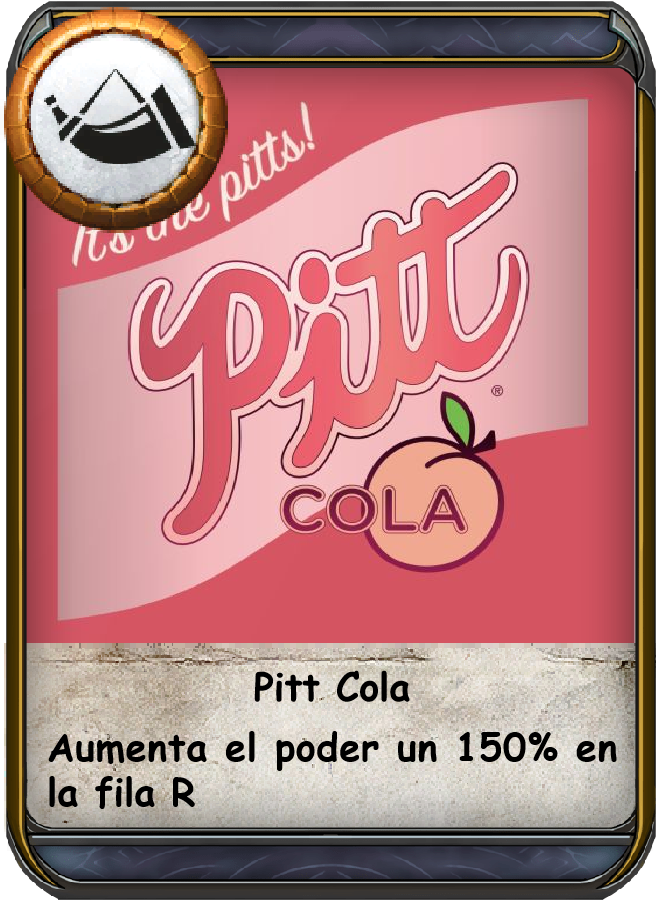 It's the pitts!
Pitt
®
COLA
Pitt Cola
Aumenta el poder un 150% en
la fila R